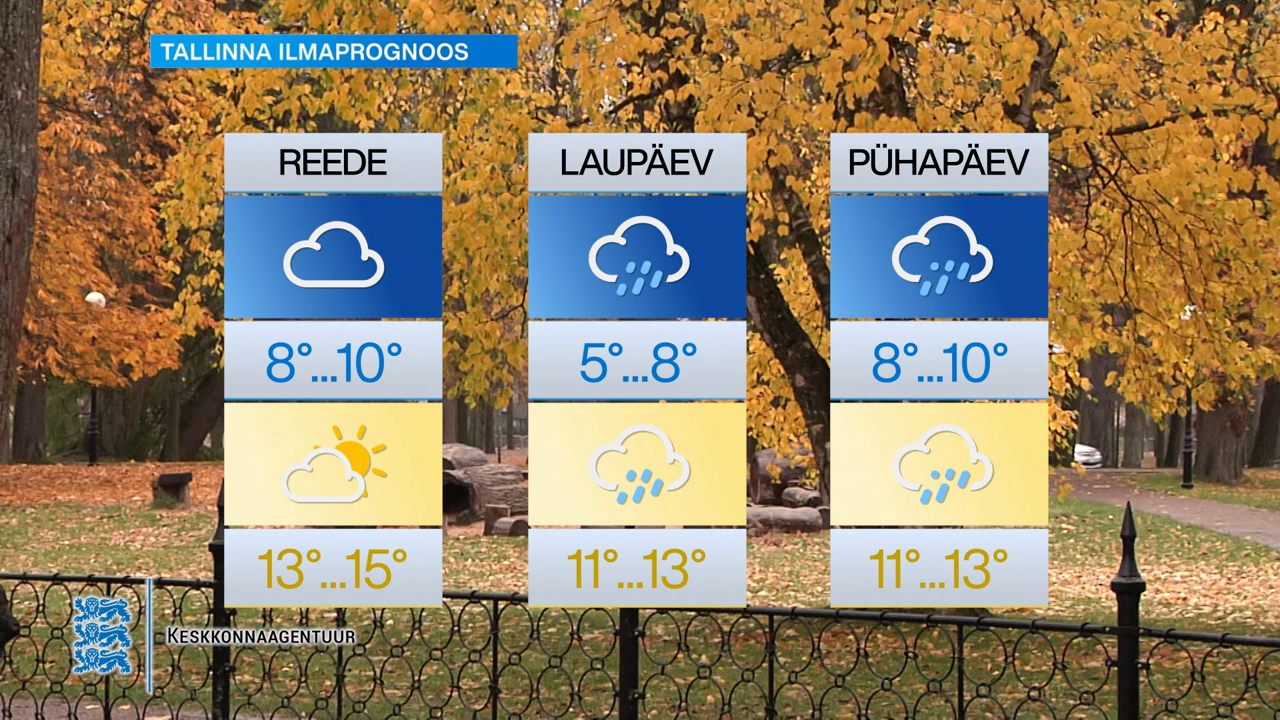 TALLINNA ILMAPROGNOOS
REEDE
8°...10°
13°...15°
LAUPÄEV
5°...8°
11°...13°
PÜHAPÄEV
8°...10°
11°...13°
KESKKONNAAGENTUUR